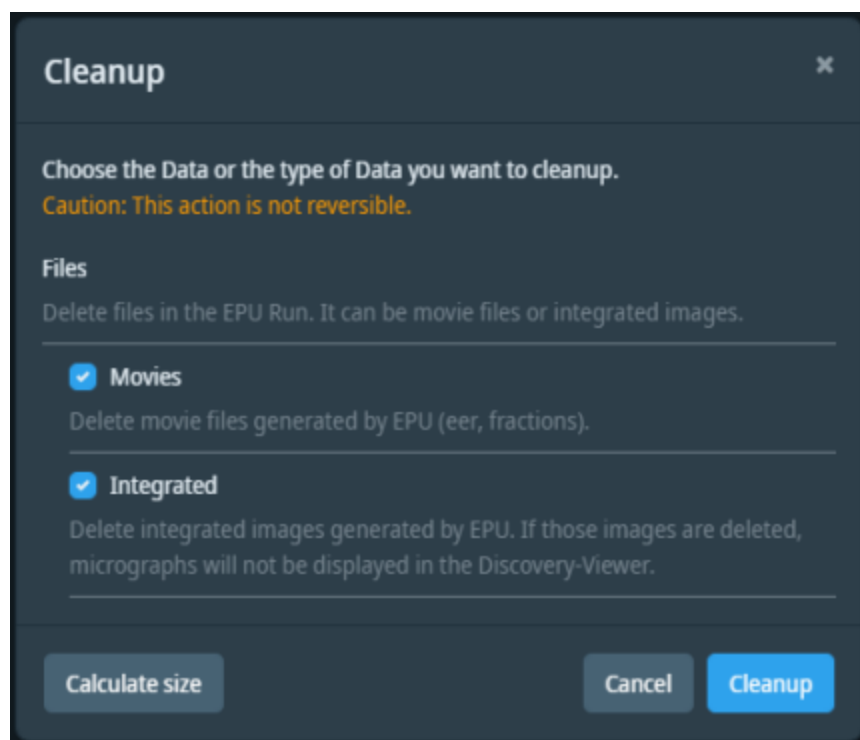 Cleanup
×
Choose the Data or the type of Data you want to cleanup.
Caution: This action is not reversible.
Files
Delete files in the EPU Run. It can be movie files or integrated images.
Movies
Delete movie files generated by EPU (eer, fractions).
Integrated
Delete integrated images generated by EPU. If those images are deleted,
micrographs will not be displayed in the Discovery-Viewer.
Calculate size Cancel Cleanup